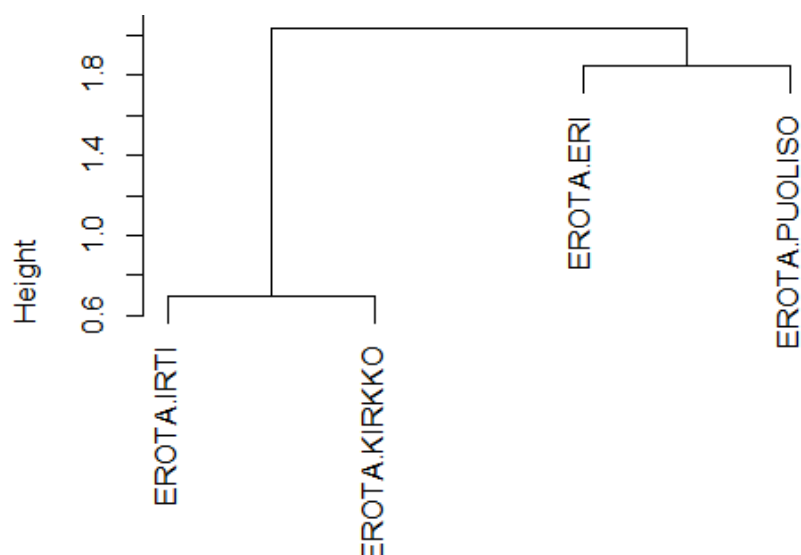 Height
0.6
1.0
1.4
1.8
EROTA.IRTI
EROTA.KIRKKO
EROTA.ERI
EROTA.PUOLISO